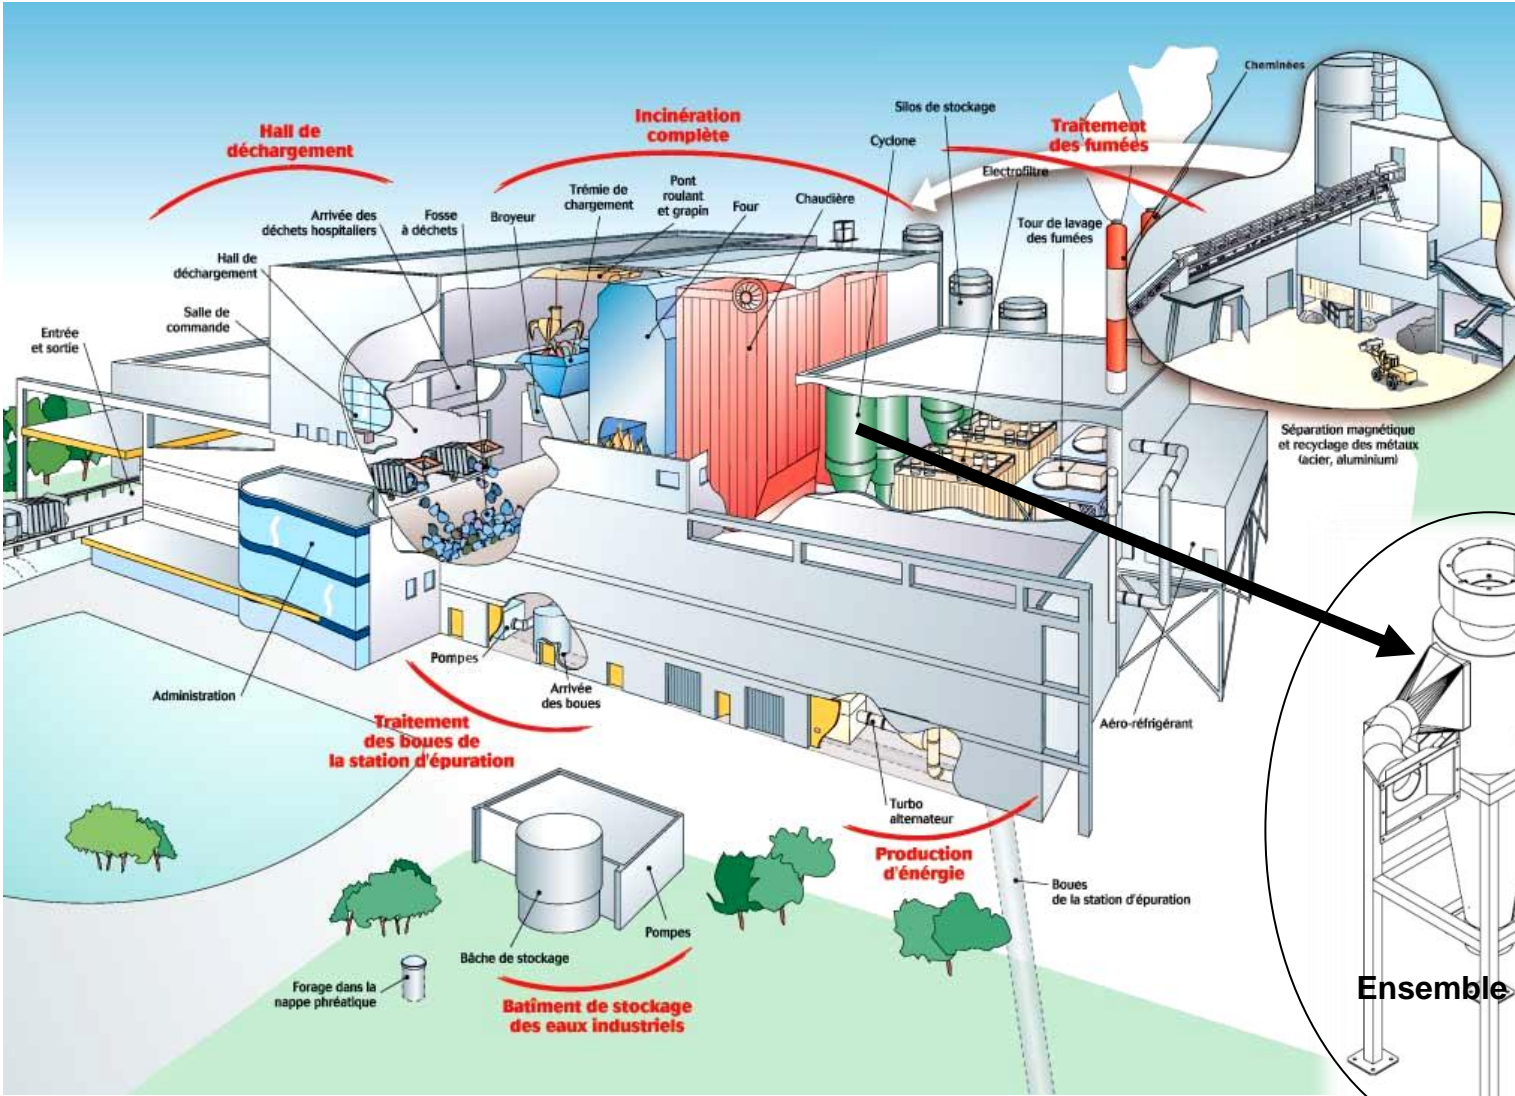 Hall de
déchargement
Incinération
complète
Traitement
des fumées
Cheminées
Silos de stockage
Cyclone
Electrofiltre
Tour de lavage
des fumées
Arrivée des
déchets hospitaliers
Fosse
à déchets
Broyeur
Trémie de
chargement
Pont
roulant
et grapin
Four
Chaudière
Hall de
déchargement
Salle de
commande
Entrée
et sortie
Séparation magnétique
et recyclage des métaux
(acier, aluminium)
Administration
Pompes
Arrivée
des boues
Traitement
des boues de
la station d'épuration
Aéro-réfrigérant
Turbo
alternateur
Production
d'énergie
Boues
de la station d'épuration
Pompes
Bâche de stockage
Forage dans la
nappe phréatique
Batîment de stockage
des eaux industriels
Ensemble